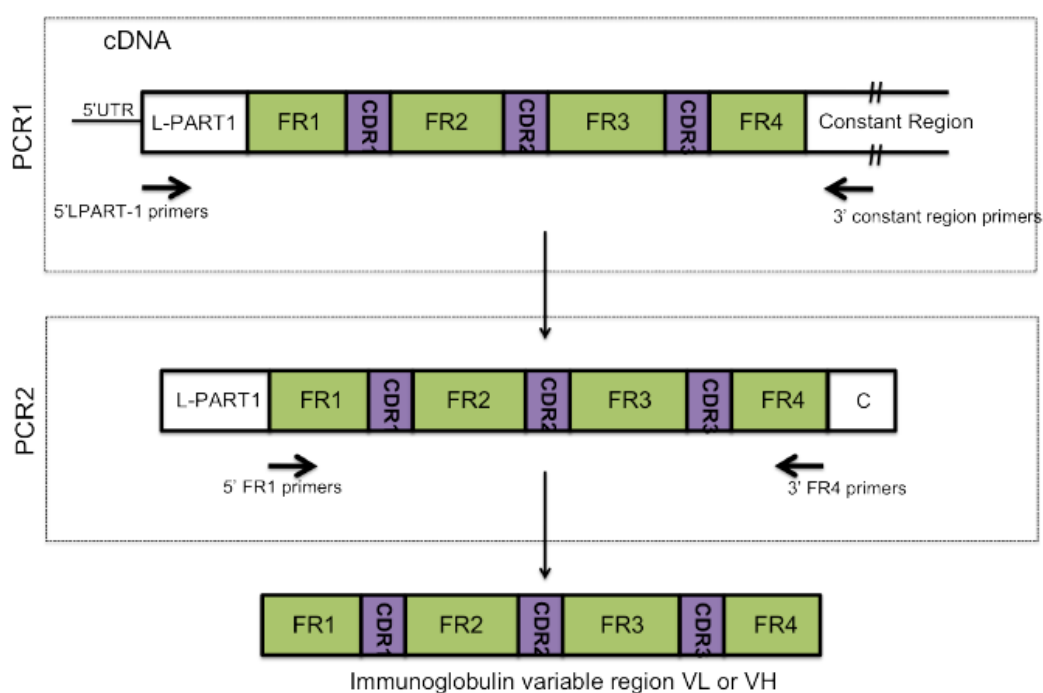 cDNA
PCR1
5'UTR
L-PART1 FR1 CDR1 FR2 CDR2 FR3 CDR3 FR4 Constant Region
5'LPART-1 primers
3' constant region primers
PCR2
L-PART1 FR1 CDR1 FR2 CDR2 FR3 CDR3 FR4 C
5' FR1 primers
3' FR4 primers
FR1 CDR1 FR2 CDR2 FR3 CDR3 FR4
Immunoglobulin variable region VL or VH